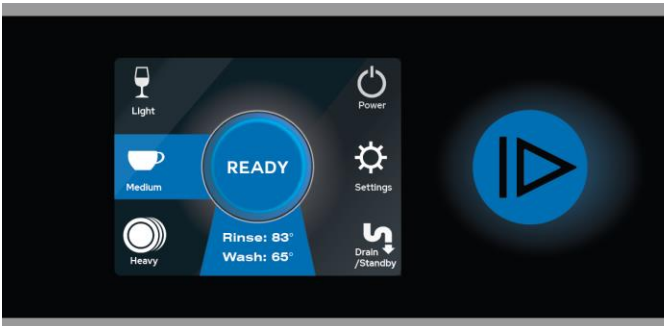 Light
Power
READY
Medium
Settings
Rinse: 83°
Wash: 65°
Heavy
Drain
/Standby